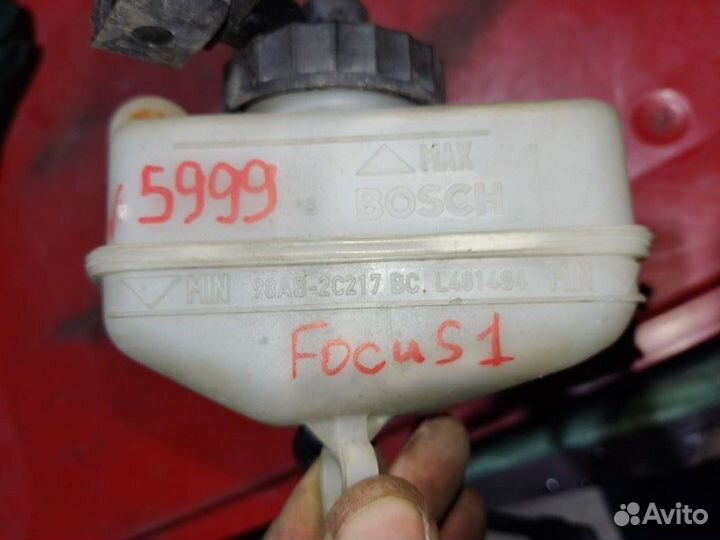 MAX
5999
BOSCH
MIN 98AB-2C217 BC L481484 MIN
FOCUS1
Avito